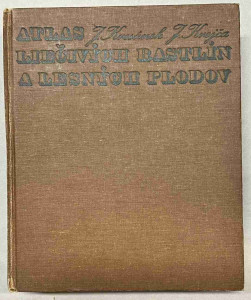 ATLAS J. Kresánek J. Krejča
LIEČIVÝCH RASTLÍN
A LESNÝCH PLODOV